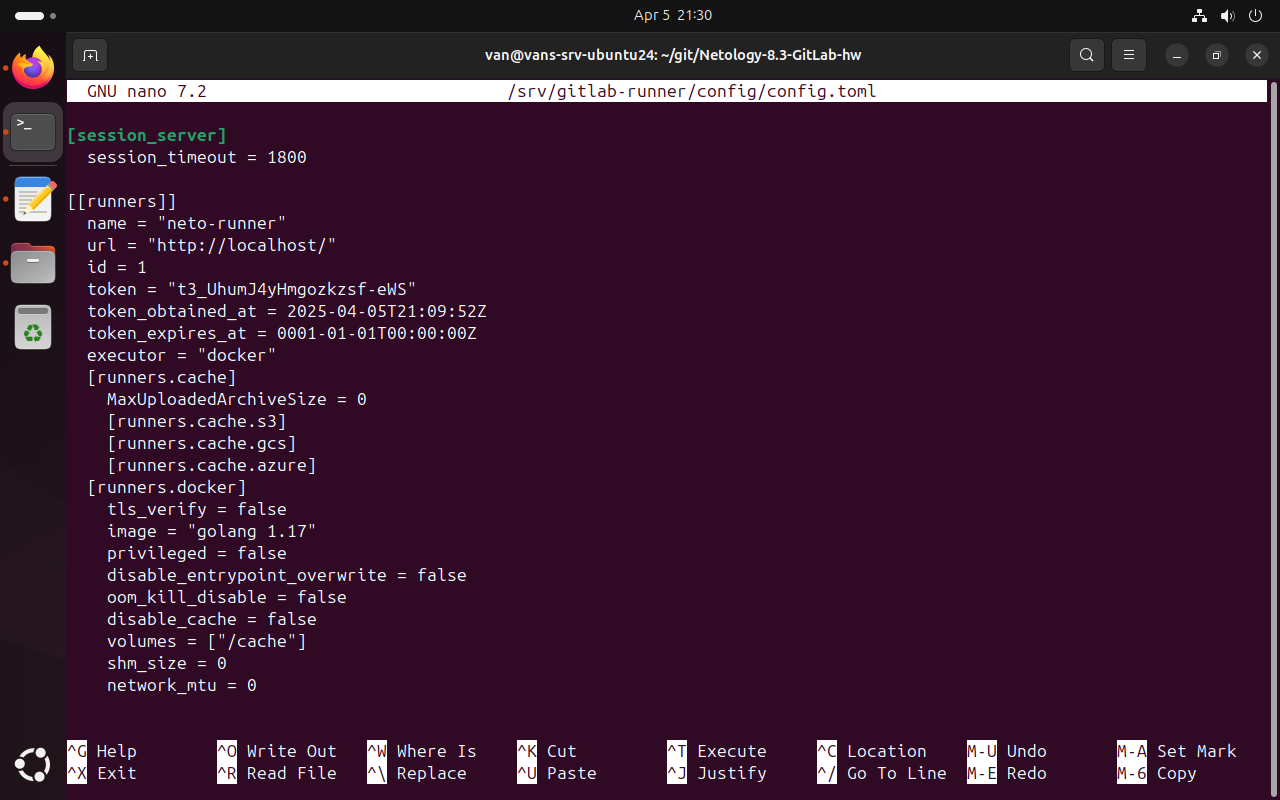 Apr 5 21:30
van@vans-srv-ubuntu24: ~/git/Netology-8.3-GitLab-hw
GNU nano 7.2 /srv/gitlab-runner/config/config.toml
[session_server]
session_timeout = 1800
[[runners]]
name = "neto-runner"
url = "http://localhost/"
id = 1
token = "t3_UhumJ4yHmgozkzsf-eWS"
token_obtained_at = 2025-04-05T21:09:52Z
token_expires_at = 0001-01-01T00:00:00Z
executor = "docker"
[runners.cache]
MaxUploadedArchiveSize = 0
[runners.cache.s3]
[runners.cache.gcs]
[runners.cache.azure]
[runners.docker]
tls_verify = false
image = "golang 1.17"
privileged = false
disable_entrypoint_overwrite = false
oom_kill_disable = false
disable_cache = false
volumes = ["/cache"]
shm_size = 0
network_mtu = 0
^G Help ^O Write Out ^W Where Is ^K Cut ^T Execute ^C Location M-U Undo M-A Set Mark
^X Exit ^R Read File ^\ Replace ^U Paste ^J Justify ^/ Go To Line M-E Redo M-6 Copy